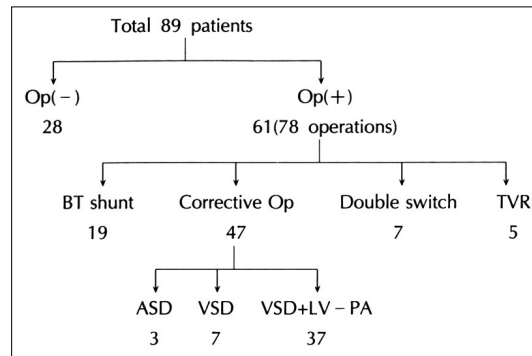 Total 89 patients
Op(−) Op(+)
28 61(78 operations)
BT shunt Corrective Op Double switch TVR
19 47 7 5
ASD VSD VSD+LV − PA
3 7 37